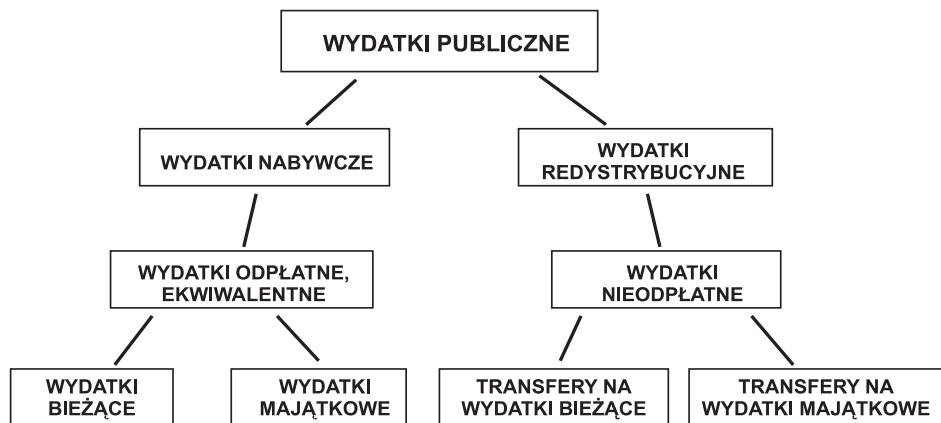 WYDATKI PUBLICZNE
WYDATKI NABYWCZE
WYDATKI
REDYSTRYBUCYJNE
WYDATKI ODPŁATNE,
EKWIWALENTNE
WYDATKI
NIEODPŁATNE
WYDATKI
BIEŻĄCE
WYDATKI
MAJĄTKOWE
TRANSFERY NA
WYDATKI BIEŻĄCE
TRANSFERY NA
WYDATKI MAJĄTKOWE